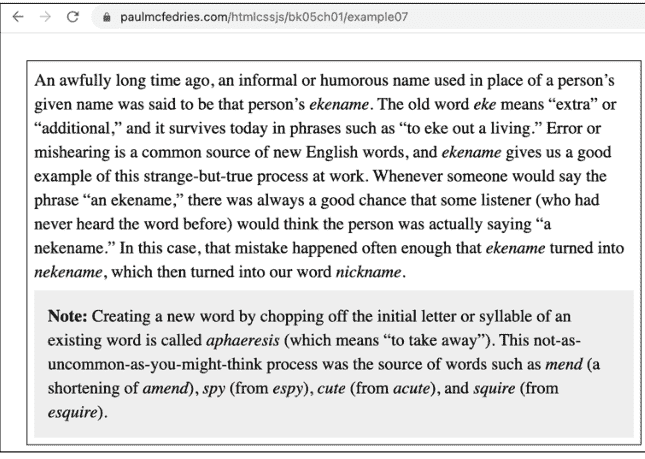 paulmcfedries.com/htmlcssjs/bk05ch01/example07
An awfully long time ago, an informal or humorous name used in place of a person’s
given name was said to be that person’s ekename. The old word eke means “extra” or
“additional,” and it survives today in phrases such as “to eke out a living.” Error or
mishearing is a common source of new English words, and ekename gives us a good
example of this strange-but-true process at work. Whenever someone would say the
phrase “an ekename,” there was always a good chance that some listener (who had
never heard the word before) would think the person was actually saying “a
nekename.” In this case, that mistake happened often enough that ekename turned into
nekename, which then turned into our word nickname.
Note: Creating a new word by chopping off the initial letter or syllable of an
existing word is called aphaeresis (which means “to take away”). This not-as-
uncommon-as-you-might-think process was the source of words such as mend (a
shortening of amend), spy (from espy), cute (from acute), and squire (from
esquire).